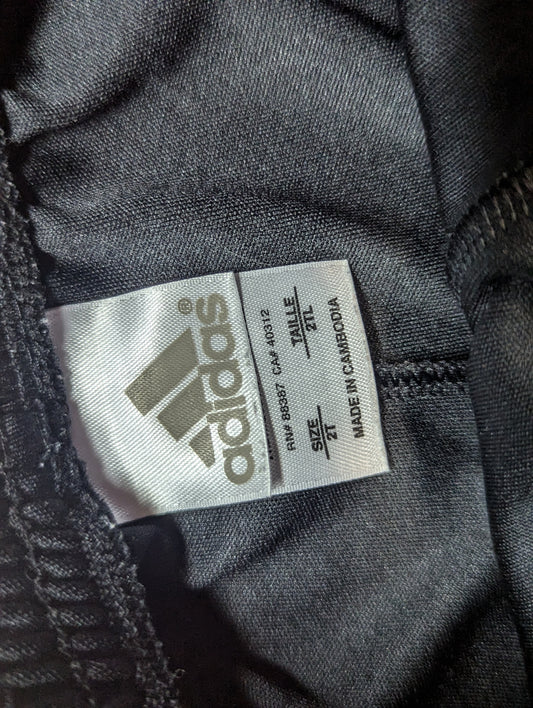 adidas®
RN# 88387 CA# 40312
SIZE TAILLE
2T 2TL
MADE IN CAMBODIA